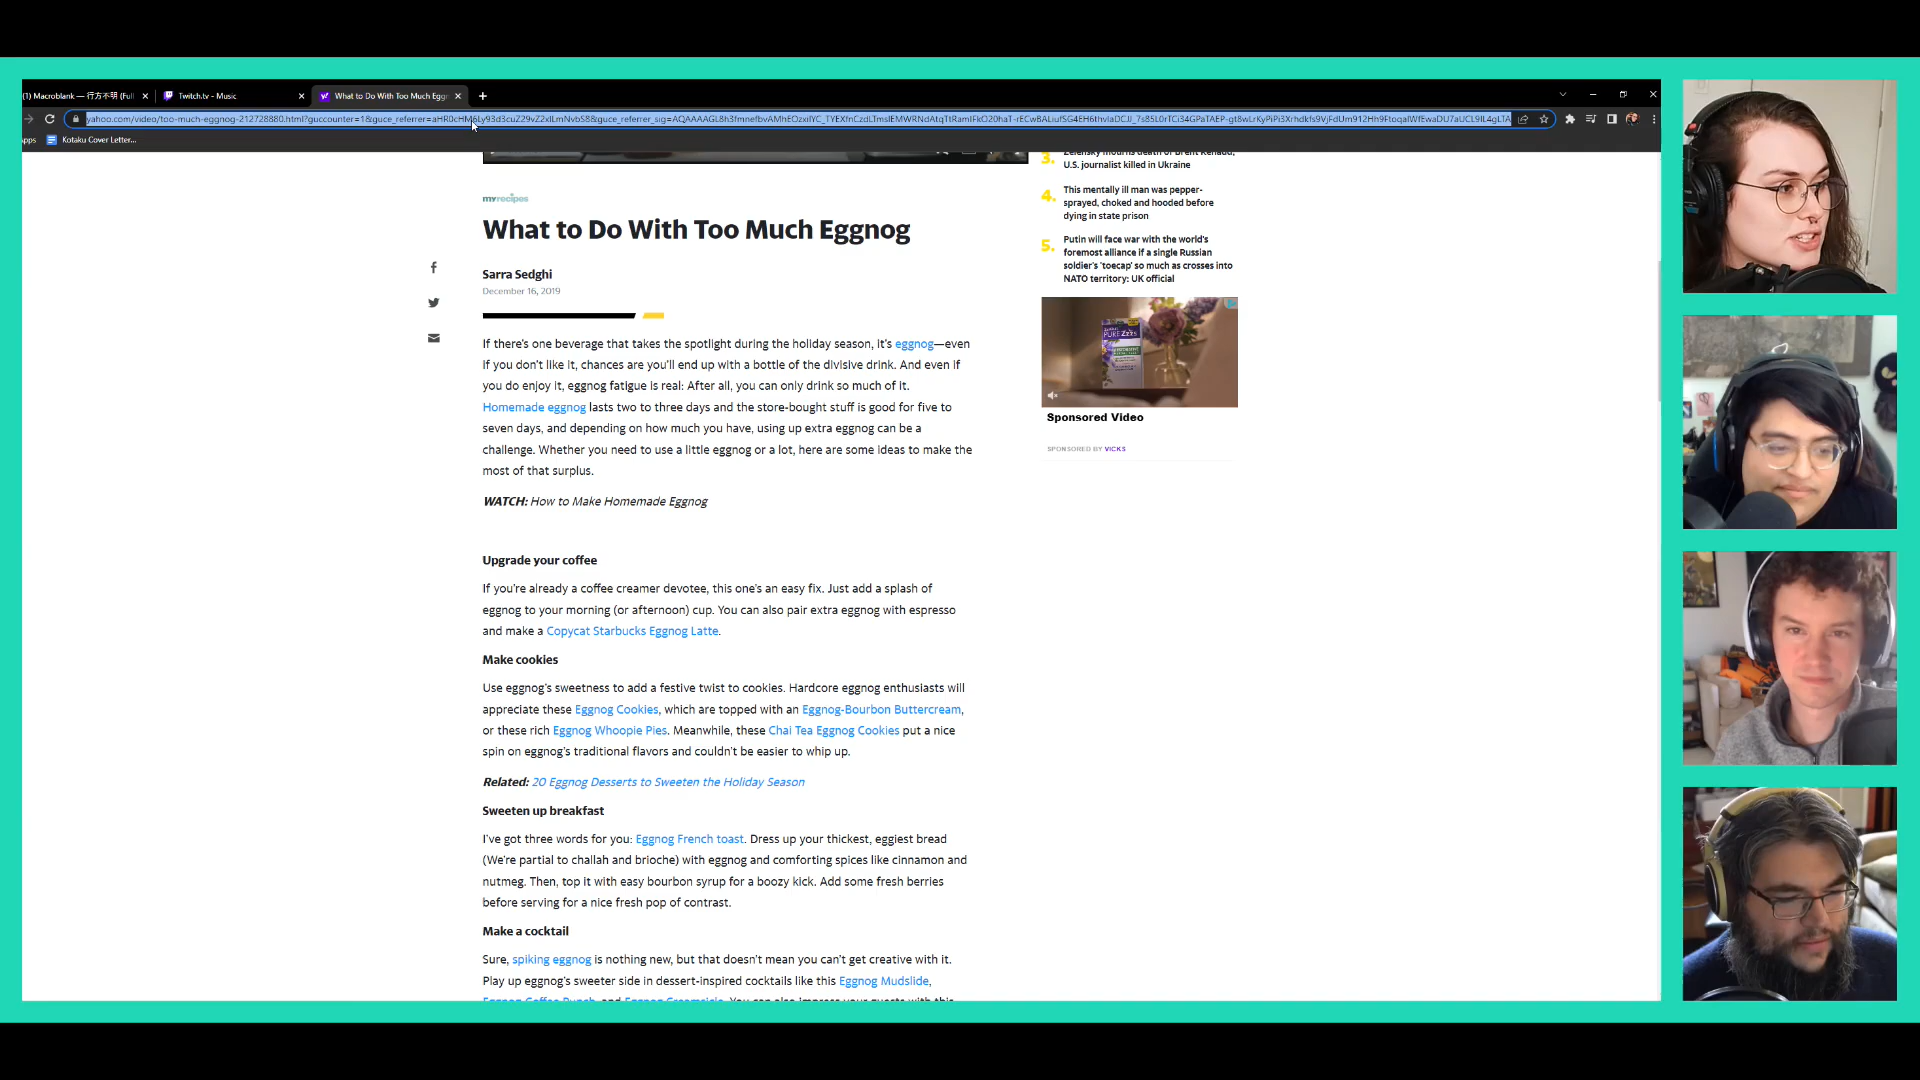 (1) Macroblank — 行方不明 (Full
Twitch.tv - Music
What to Do With Too Much Eggn
Apps
Kotaku Cover Letter...
3.
Zelensky mourns death of Brent Renaud,
U.S. journalist killed in Ukraine
4.
This mentally ill man was pepper-
sprayed, choked and hooded before
dying in state prison
5.
Putin will face war with the world's
foremost alliance if a single Russian
soldier's 'toecap' so much as crosses into
NATO territory: UK official
PURE Zzzs
Sponsored Video
SPONSORED BY VICKS
myrecipes
What to Do With Too Much Eggnog
Sarra Sedghi
December 16, 2019
If there's one beverage that takes the spotlight during the holiday season, it's eggnog—even
if you don't like it, chances are you'll end up with a bottle of the divisive drink. And even if
you do enjoy it, eggnog fatigue is real: After all, you can only drink so much of it.
Homemade eggnog lasts two to three days and the store-bought stuff is good for five to
seven days, and depending on how much you have, using up extra eggnog can be a
challenge. Whether you need to use a little eggnog or a lot, here are some ideas to make the
most of that surplus.
WATCH: How to Make Homemade Eggnog
Upgrade your coffee
If you're already a coffee creamer devotee, this one's an easy fix. Just add a splash of
eggnog to your morning (or afternoon) cup. You can also pair extra eggnog with espresso
and make a Copycat Starbucks Eggnog Latte.
Make cookies
Use eggnog's sweetness to add a festive twist to cookies. Hardcore eggnog enthusiasts will
appreciate these Eggnog Cookies, which are topped with an Eggnog-Bourbon Buttercream,
or these rich Eggnog Whoopie Pies. Meanwhile, these Chai Tea Eggnog Cookies put a nice
spin on eggnog's traditional flavors and couldn't be easier to whip up.
Related: 20 Eggnog Desserts to Sweeten the Holiday Season
Sweeten up breakfast
I've got three words for you: Eggnog French toast. Dress up your thickest, eggiest bread
(We're partial to challah and brioche) with eggnog and comforting spices like cinnamon and
nutmeg. Then, top it with easy bourbon syrup for a boozy kick. Add some fresh berries
before serving for a nice fresh pop of contrast.
Make a cocktail
Sure, spiking eggnog is nothing new, but that doesn't mean you can't get creative with it.
Play up eggnog's sweeter side in dessert-inspired cocktails like this Eggnog Mudslide,
Eggnog Coffee Punch, and Eggnog Creamsicle. You can also impress your guests with this